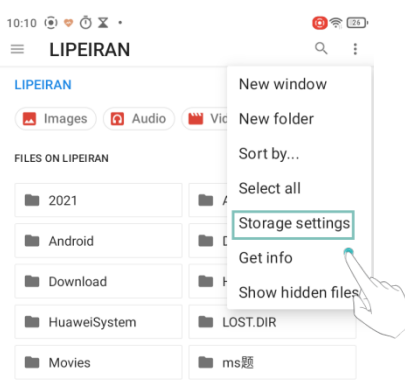 10:10
26
LIPEIRAN
LIPEIRAN
Images
Audio
Vid
FILES ON LIPEIRAN
New window
New folder
Sort by...
Select all
Storage settings
Get info
Show hidden files
2021
Android
Download
HuaweiSystem
LOST.DIR
Movies
ms题